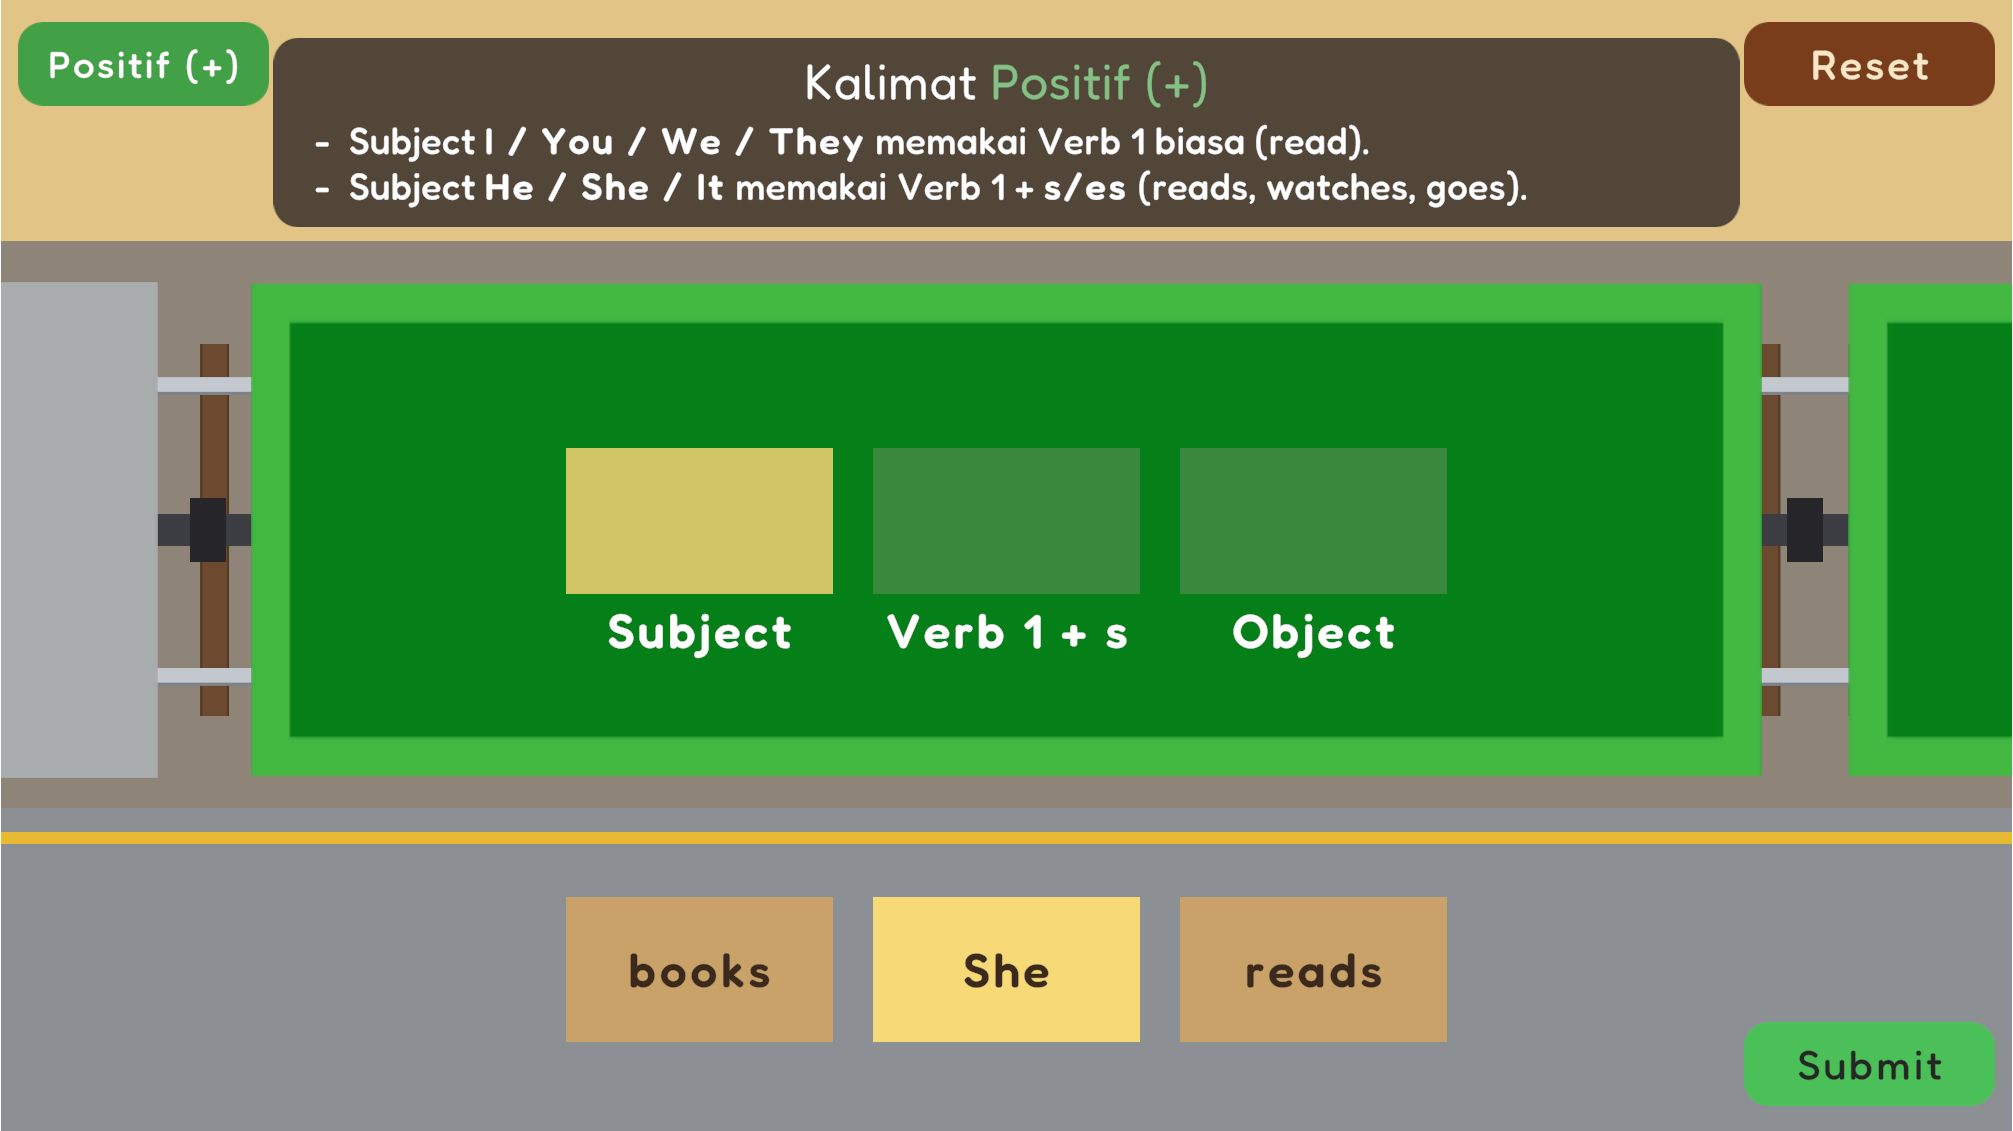 Positif (+)
Kalimat Positif (+)
- Subject I / You / We / They memakai Verb 1 biasa (read).
- Subject He / She / It memakai Verb 1 + s/es (reads, watches, goes).
Reset
Subject
Verb 1 + s
Object
books
She
reads
Submit